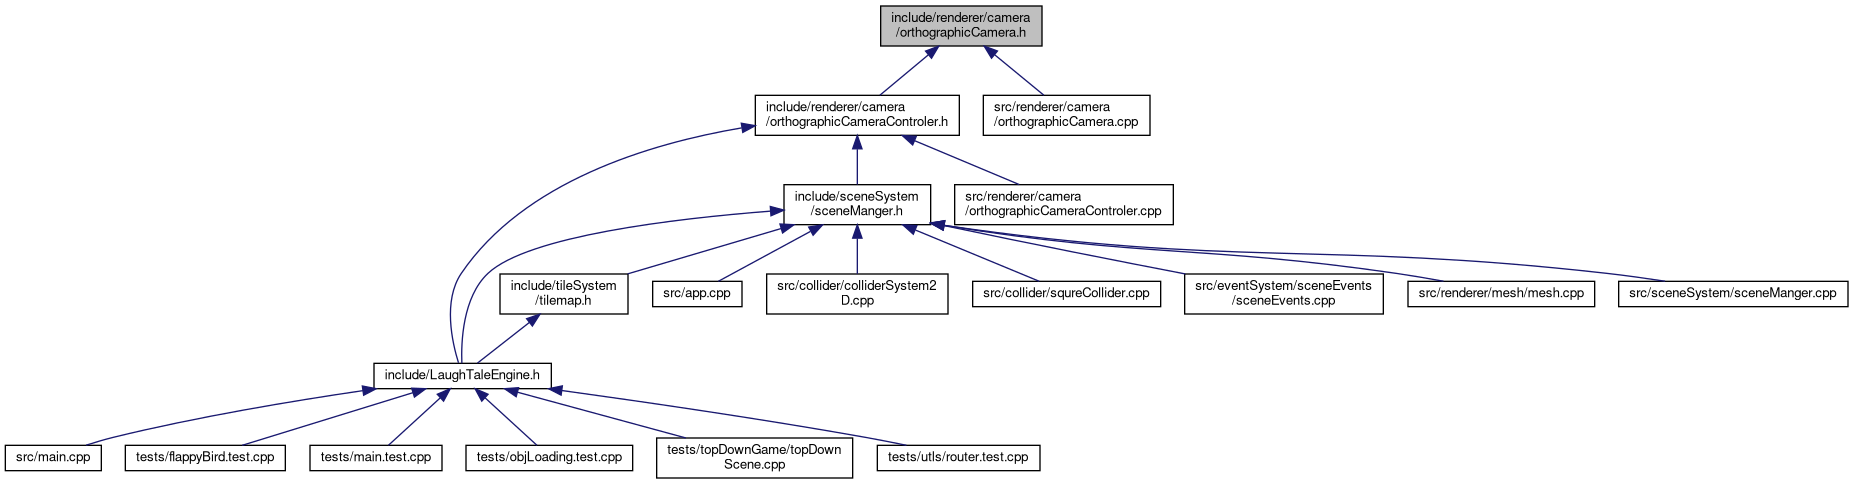 include/renderer/camera
/orthographicCamera.h
include/renderer/camera
/orthographicCameraControler.h
src/renderer/camera
/orthographicCamera.cpp
include/sceneSystem
/sceneManger.h
src/renderer/camera
/orthographicCameraControler.cpp
include/tileSystem
/tilemap.h
src/app.cpp
src/collider/colliderSystem2
D.cpp
src/collider/squreCollider.cpp
src/eventSystem/sceneEvents
/sceneEvents.cpp
src/renderer/mesh/mesh.cpp
src/sceneSystem/sceneManger.cpp
include/LaughTaleEngine.h
src/main.cpp
tests/flappyBird.test.cpp
tests/main.test.cpp
tests/objLoading.test.cpp
tests/topDownGame/topDown
Scene.cpp
tests/utls/router.test.cpp